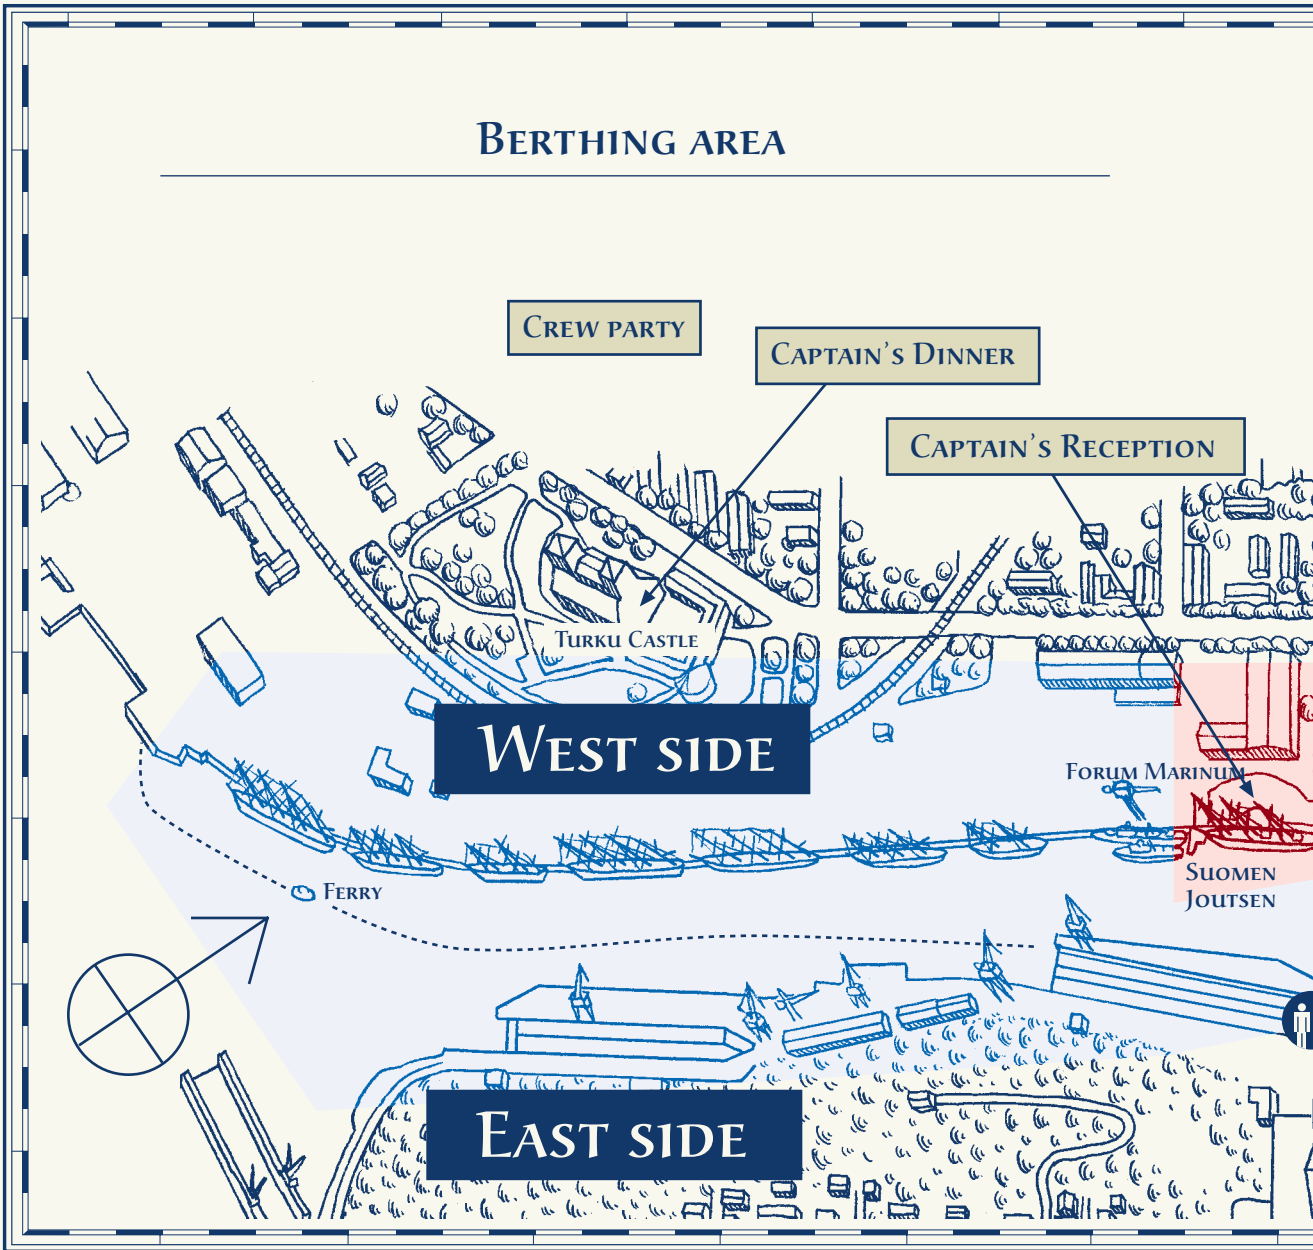 Berthing area
Crew party
Captain's Dinner
Captain's Reception
Turku Castle
West side
Forum Marinum
Suomen
Joutsen
Ferry
East side